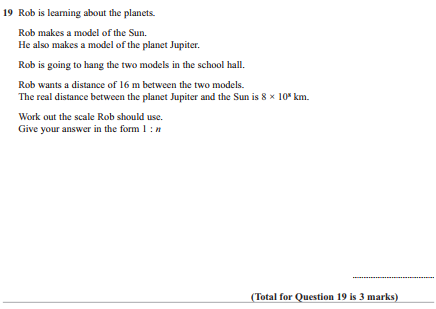 19 Rob is learning about the planets.
Rob makes a model of the Sun.
He also makes a model of the planet Jupiter.
Rob is going to hang the two models in the school hall.
Rob wants a distance of 16 m between the two models.
The real distance between the planet Jupiter and the Sun is 8 × 10⁸ km.
Work out the scale Rob should use.
Give your answer in the form 1 : n
(Total for Question 19 is 3 marks)